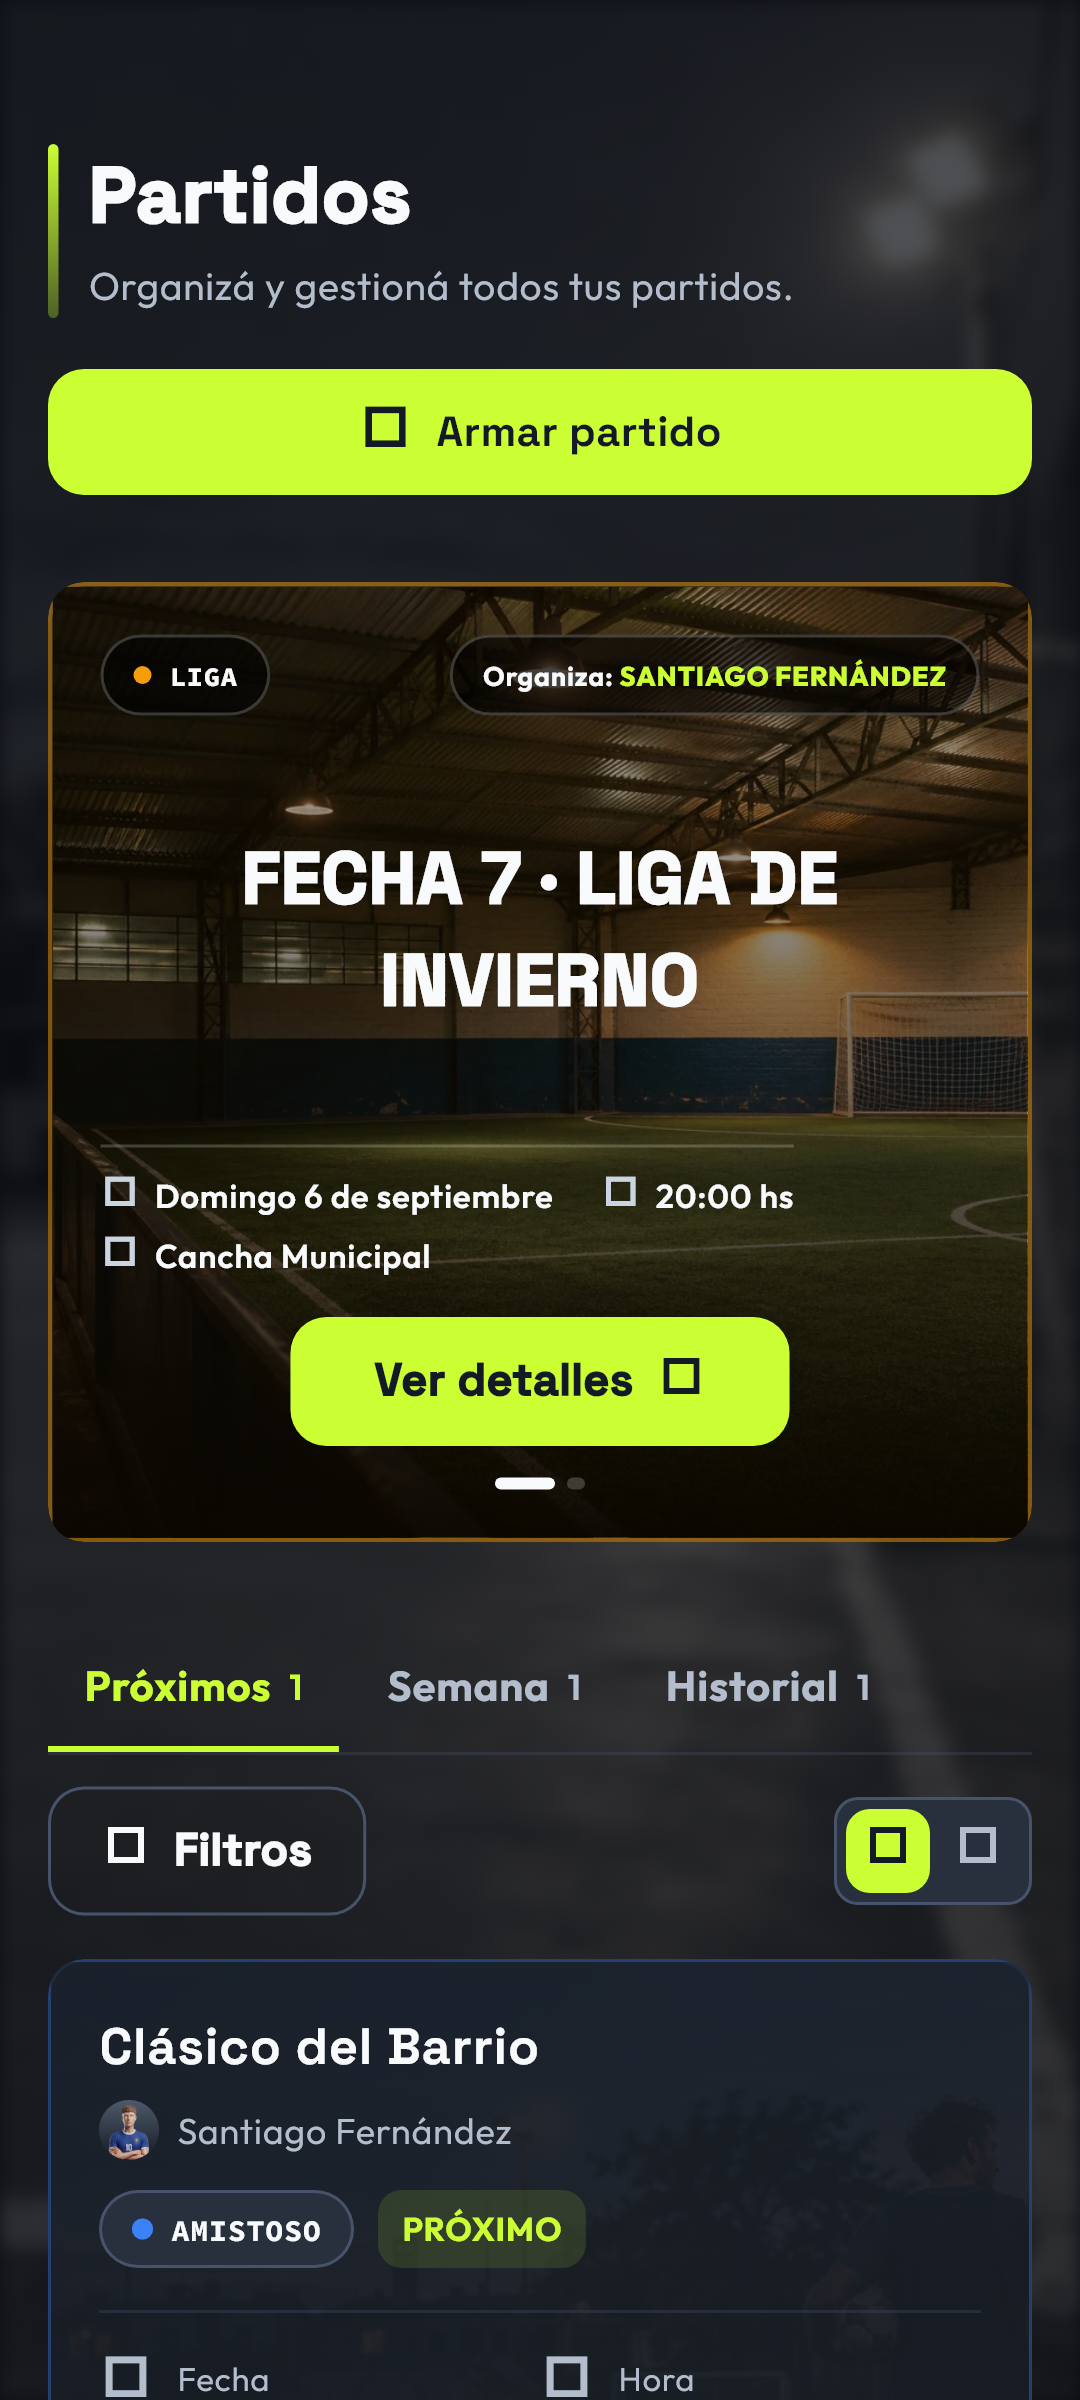 Partidos
Organizá y gestioná todos tus partidos.
Armar partido
LIGA
Organiza: SANTIAGO FERNÁNDEZ
FECHA 7 • LIGA DE
INVIERNO
Domingo 6 de septiembre
20:00 hs
Cancha Municipal
Ver detalles
Próximos 1
Semana 1
Historial 1
Filtros
Clásico del Barrio
Santiago Fernández
AMISTOSO
PRÓXIMO
Fecha
Hora